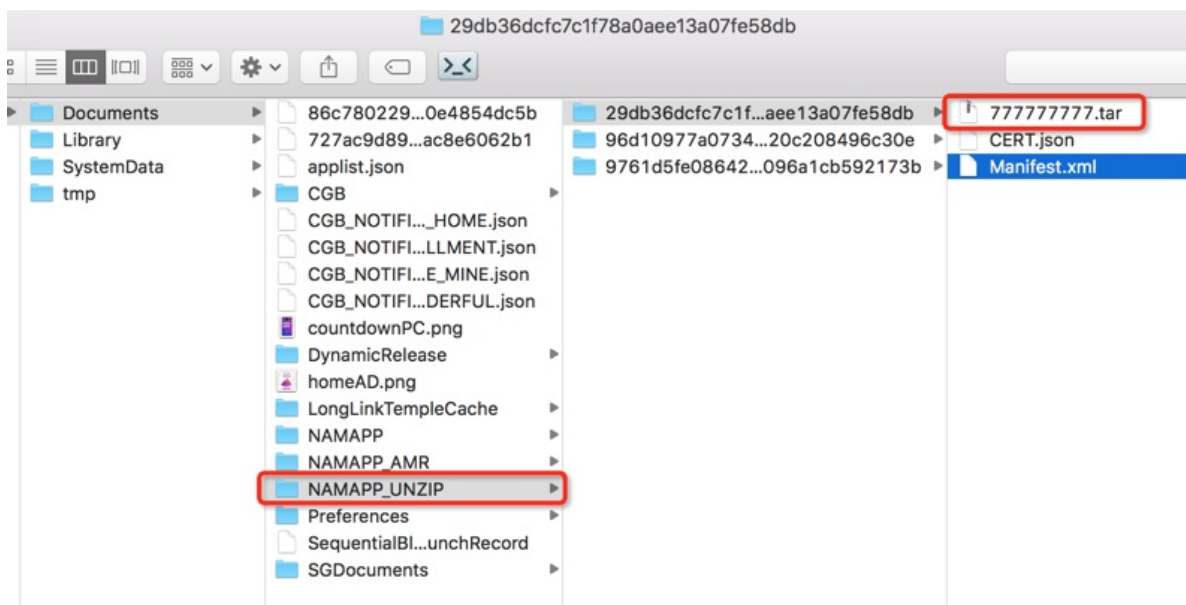 29db36dcfc7c1f78a0aee13a07fe58db
Documents
Library
SystemData
tmp
86c780229...0e4854dc5b
727ac9d89...ac8e6062b1
applist.json
CGB
CGB_NOTIFI..._HOME.json
CGB_NOTIFI...LLMENT.json
CGB_NOTIFI...E_MINE.json
CGB_NOTIFI...DERFUL.json
countdownPC.png
DynamicRelease
homeAD.png
LongLinkTempleCache
NAMAPP
NAMAPP_AMR
NAMAPP_UNZIP
Preferences
SequentialBl...unchRecord
SGDocuments
29db36dcfc7c1f...aee13a07fe58db
96d10977a0734...20c208496c30e
9761d5fe08642...096a1cb592173b
777777777.tar
CERT.json
Manifest.xml